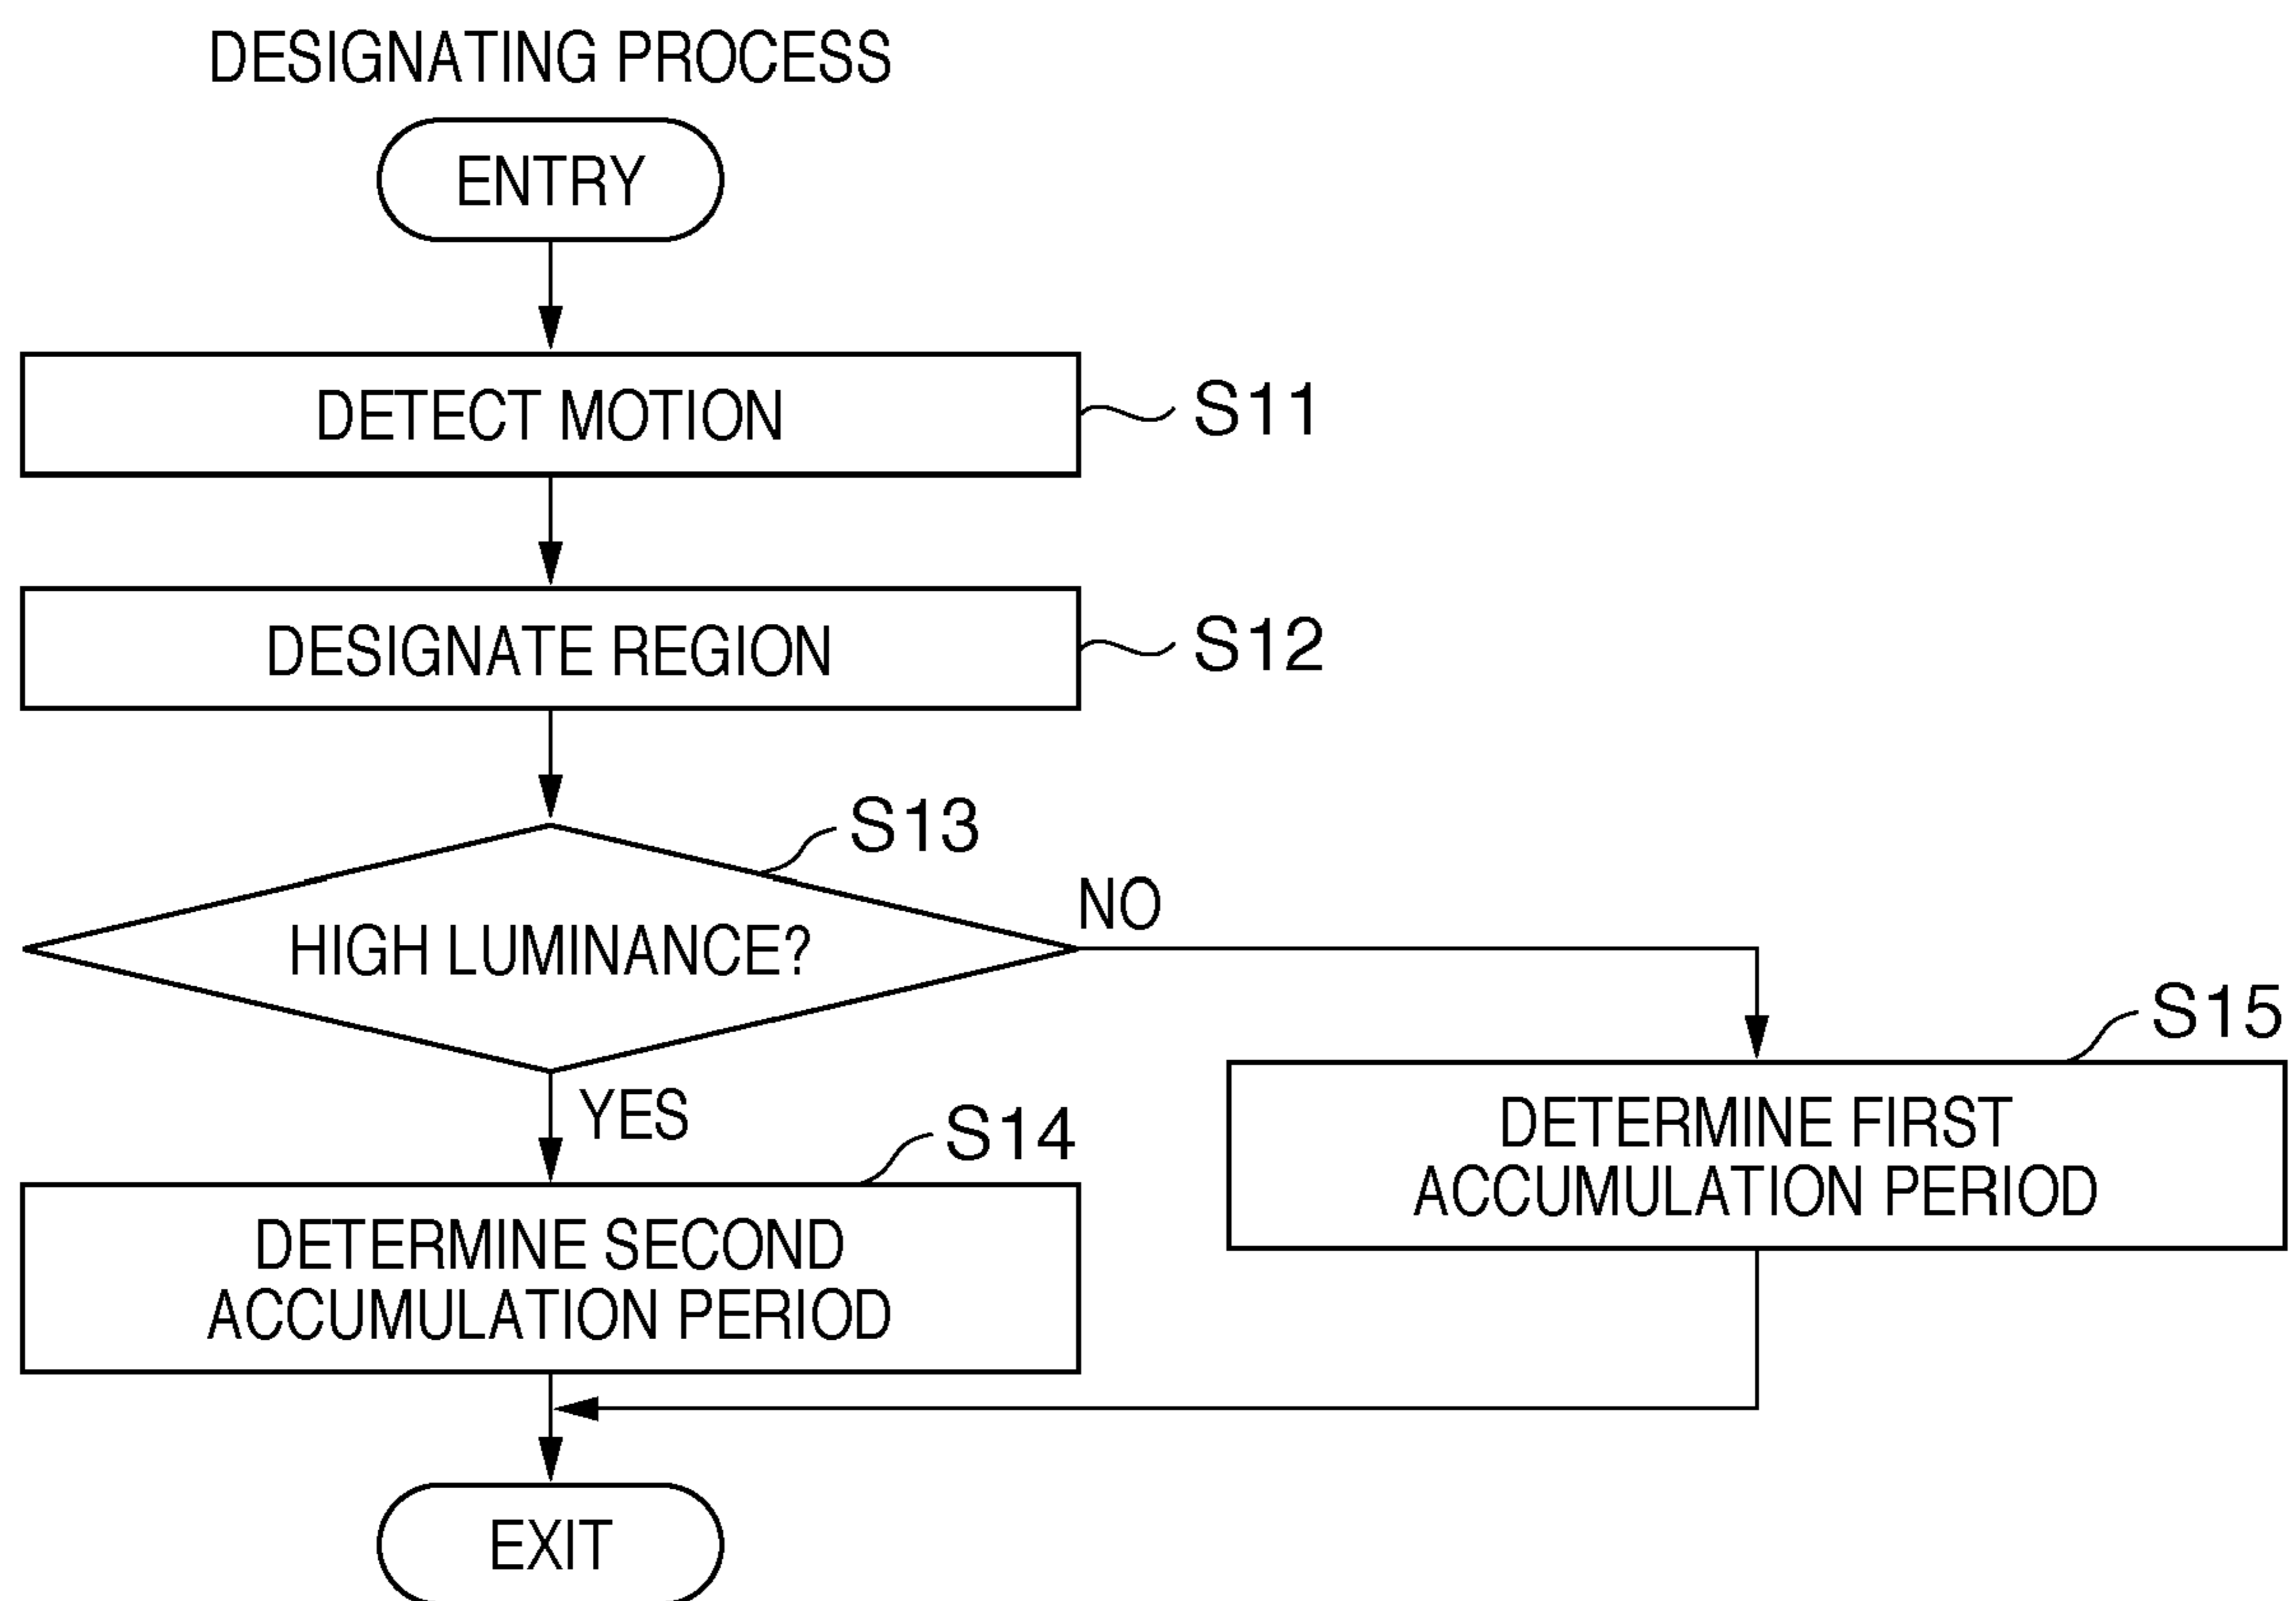 DESIGNATING PROCESS
ENTRY
DETECT MOTION
S11
DESIGNATE REGION
S12
S13
HIGH LUMINANCE?
NO
YES
S14
DETERMINE SECOND
ACCUMULATION PERIOD
S15
DETERMINE FIRST
ACCUMULATION PERIOD
EXIT